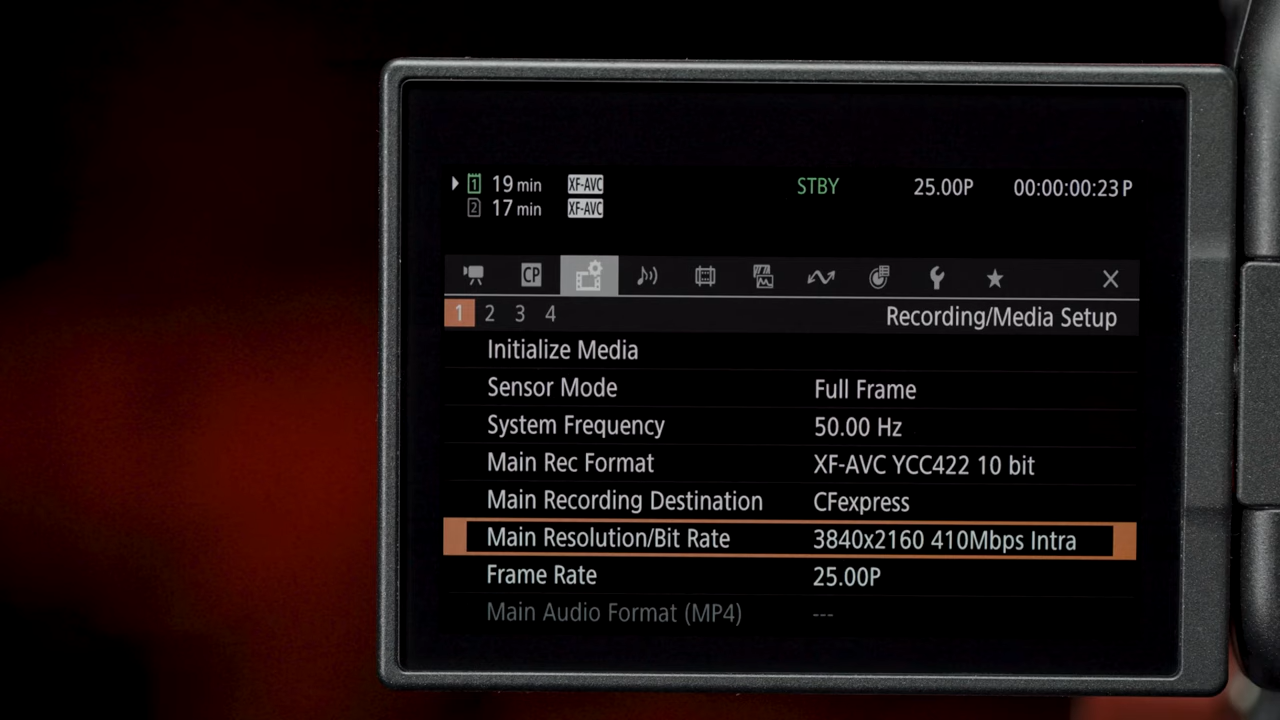 1 19 min XF-AVC STBY 25.00P 00:00:00:23 P
2 17 min XF-AVC
CP
1 2 3 4 Recording/Media Setup
Initialize Media
Sensor Mode Full Frame
System Frequency 50.00 Hz
Main Rec Format XF-AVC YCC422 10 bit
Main Recording Destination CFexpress
Main Resolution/Bit Rate 3840x2160 410Mbps Intra
Frame Rate 25.00P
Main Audio Format (MP4) ---